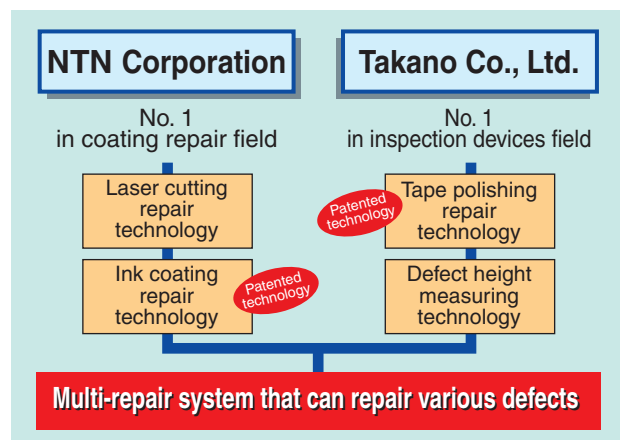 NTN Corporation
No. 1
in coating repair field
Laser cutting
repair
technology
Ink coating
repair
technology
Patented
technology
Takano Co., Ltd.
No. 1
in inspection devices field
Patented
technology
Tape polishing
repair
technology
Defect height
measuring
technology
Multi-repair system that can repair various defects